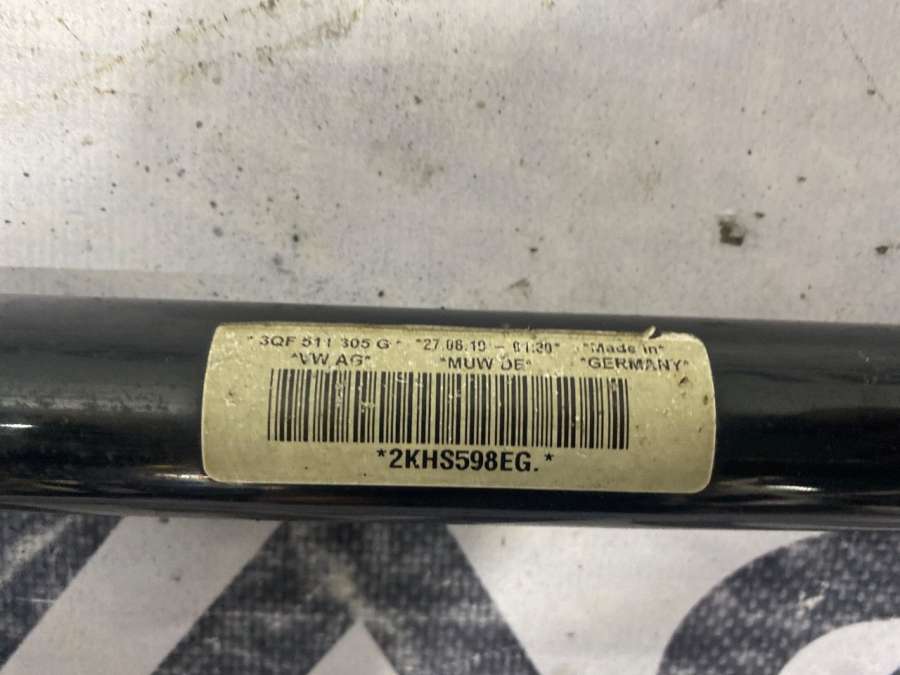 *3QF 511 305 G* *27.08.19 - 01:30* *Made in*
*VW AG* *MUW DE* *GERMANY*
*2KHS598EG.*